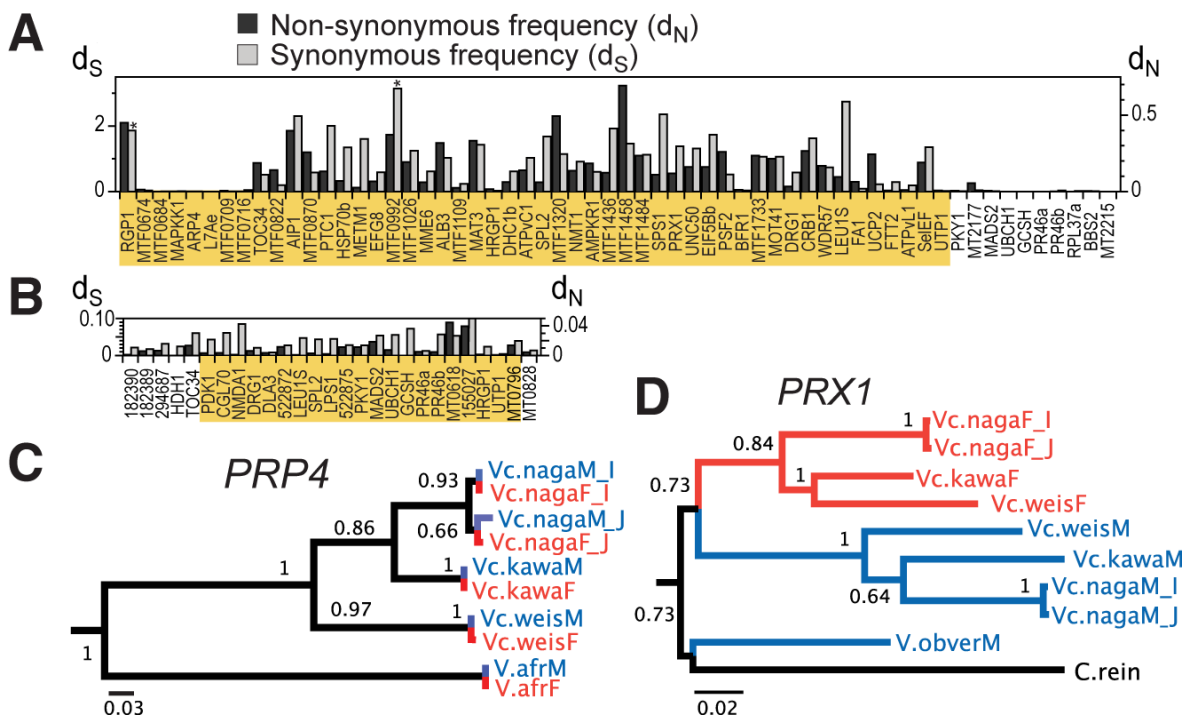 A
Non-synonymous frequency (dN)
Synonymous frequency (dS)
dS
dN
2
0
0.5
0
*
*
RGP1
MTF0674
MTF0684
MAPKK1
ARP4
L7Ae
MTF0709
MTF0716
TOC34
MTF0822
AIP1
MTF0870
PTC1
HSP70b
METM1
EFG8
MTF0992
MTF1026
MME6
ALB3
MTF1109
MAT3
HRGP1
DHC1b
ATPvC1
SPL2
MTF1320
NMT1
AMPKR1
MTF1436
MTF1458
MTF1484
SPS1
PRX1
UNC50
EIF5Bb
PSF2
BFR1
MTF1733
MOT41
DRG1
CRB1
WDR57
LEU1S
FA1
UCP2
FTT2
ATPvL1
SelEF
UTP1
PKY1
MT2177
MADS2
UBCH1
GCSH
PR46a
PR46b
RPL37a
BBS2
MT2215
B
dS
dN
0.10
0
0.04
0
182390
182389
294687
HDH1
TOC34
PDK1
CGL70
NMDA1
DRG1
DLA3
522872
LEU1S
SPL2
LPS1
522875
PKY1
MADS2
UBCH1
GCSH
PR46a
PR46b
MT0618
155027
HRGP1
UTP1
MT0796
MT0828
C
PRP4
Vc.nagaM_I
Vc.nagaF_I
Vc.nagaM_J
Vc.nagaF_J
Vc.kawaM
Vc.kawaF
Vc.weisM
Vc.weisF
V.afrM
V.afrF
0.93
0.66
0.86
1
1
0.97
1
1
0.03
D
PRX1
Vc.nagaF_I
Vc.nagaF_J
Vc.kawaF
Vc.weisF
Vc.weisM
Vc.kawaM
Vc.nagaM_I
Vc.nagaM_J
V.obverM
C.rein
1
0.84
1
0.73
1
0.64
1
0.73
0.02